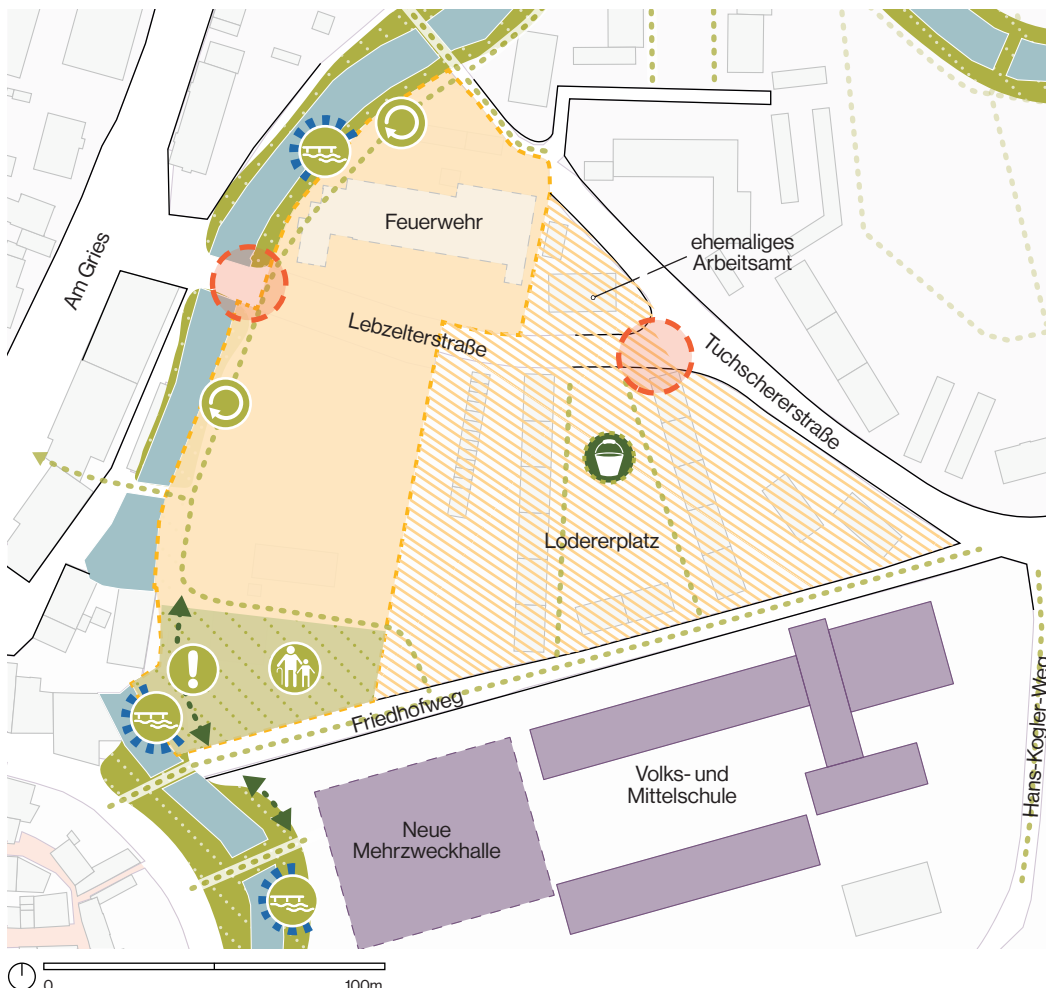 Feuerwehr
ehemaliges
Arbeitsamt
Am Gries
Lebzelterstraße
Tuchschererstraße
Lodererplatz
Friedhofweg
Hans-Kogler-Weg
Volks- und
Mittelschule
Neue
Mehrzweckhalle
0
100m